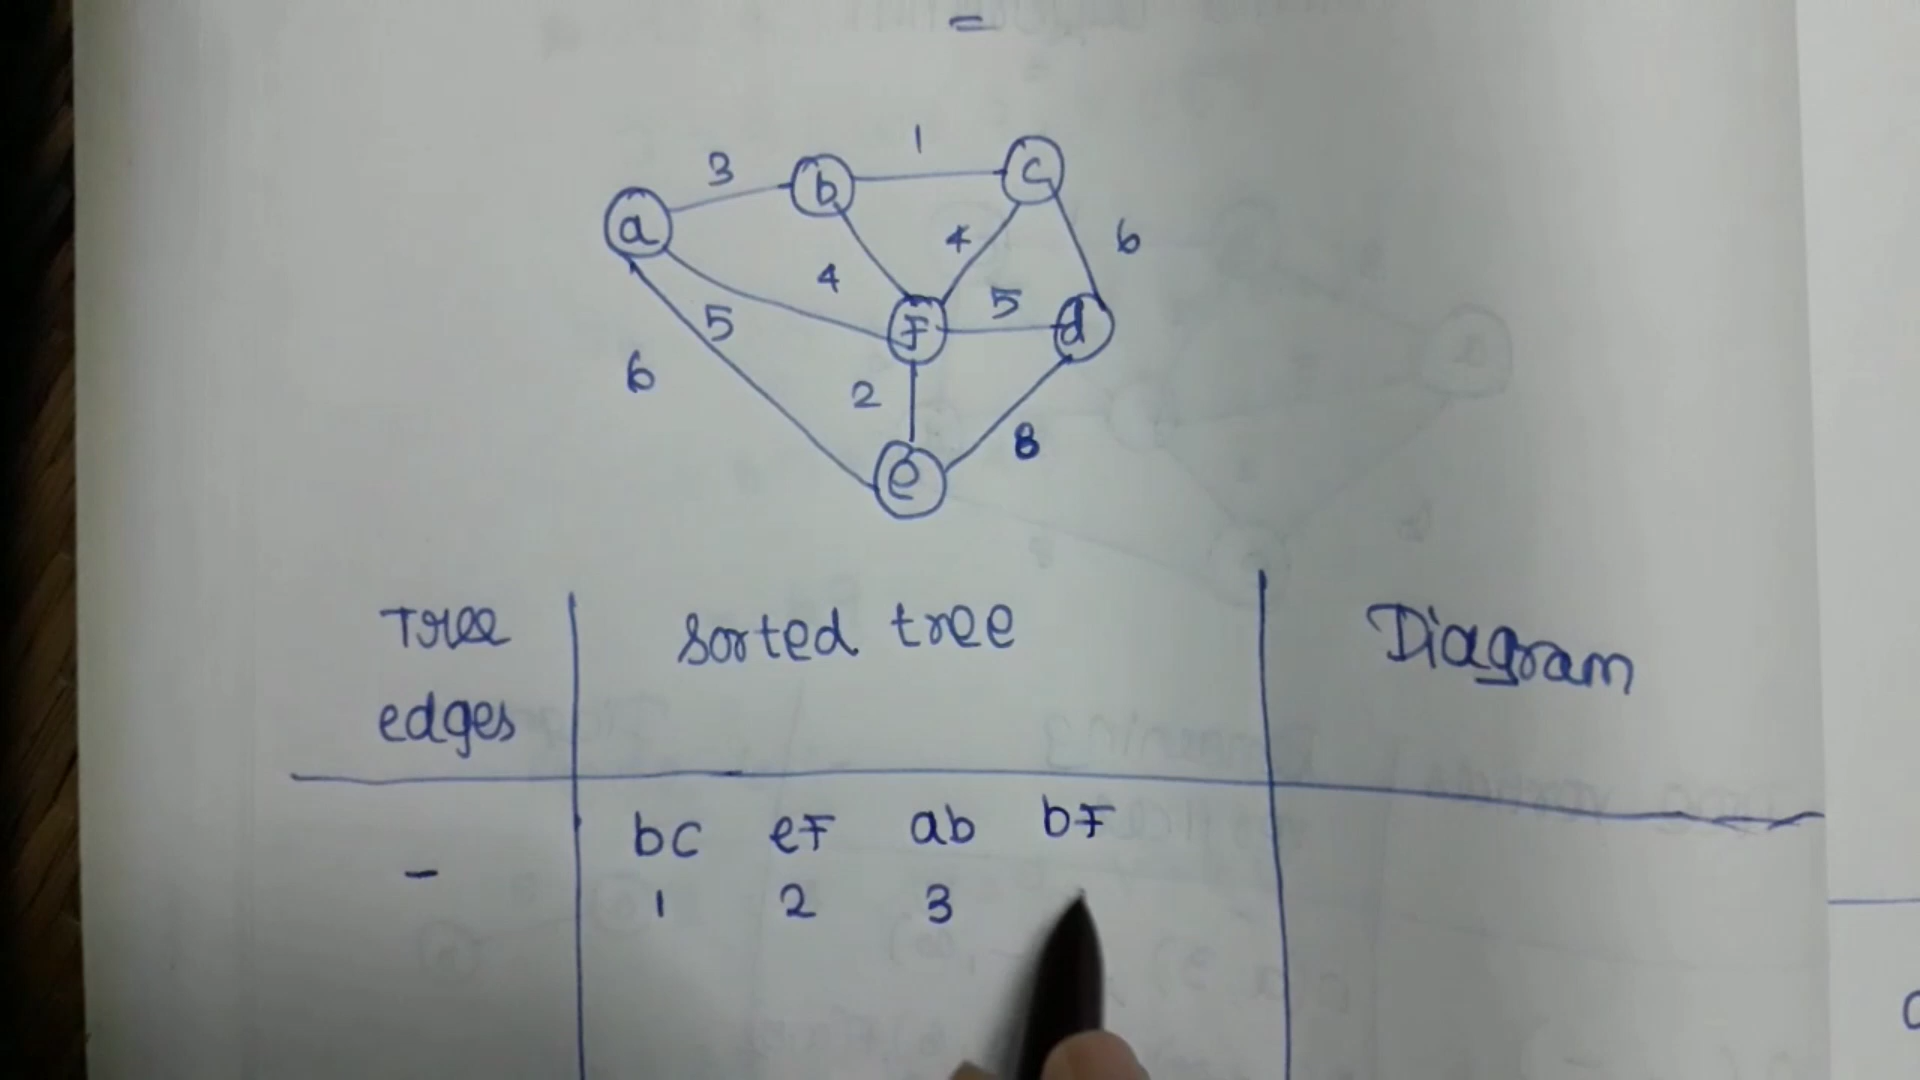 =
3
1
a
b
c
4
4
6
5
F
5
d
6
2
8
e
Tree
edges
Sorted tree
Diagram
bc eF ab bF
-
1 2 3